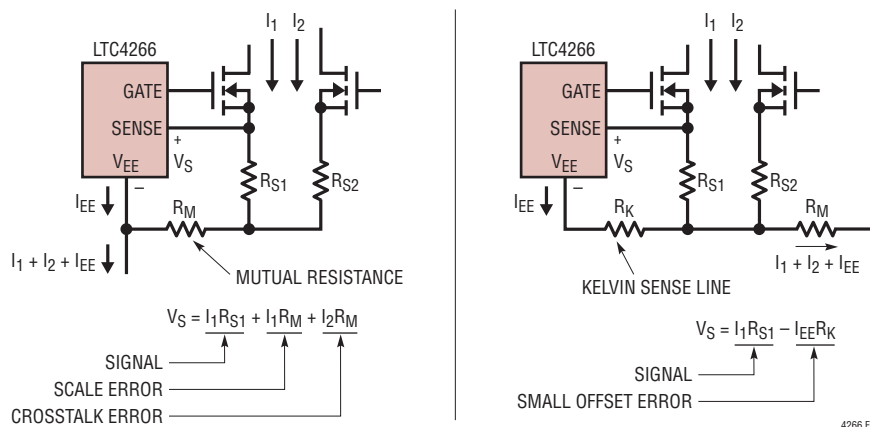 I1 I2
LTC4266
GATE
SENSE
+
VS
VEE
–
RS1
RS2
IEE
RM
I1 + I2 + IEE
MUTUAL RESISTANCE
VS = I1RS1 + I1RM + I2RM
SIGNAL
SCALE ERROR
CROSSTALK ERROR
I1 I2
LTC4266
GATE
SENSE
+
VS
VEE
–
RS1
RS2
IEE
RK
RM
I1 + I2 + IEE
KELVIN SENSE LINE
VS = I1RS1 – IEERK
SIGNAL
SMALL OFFSET ERROR
4266 F